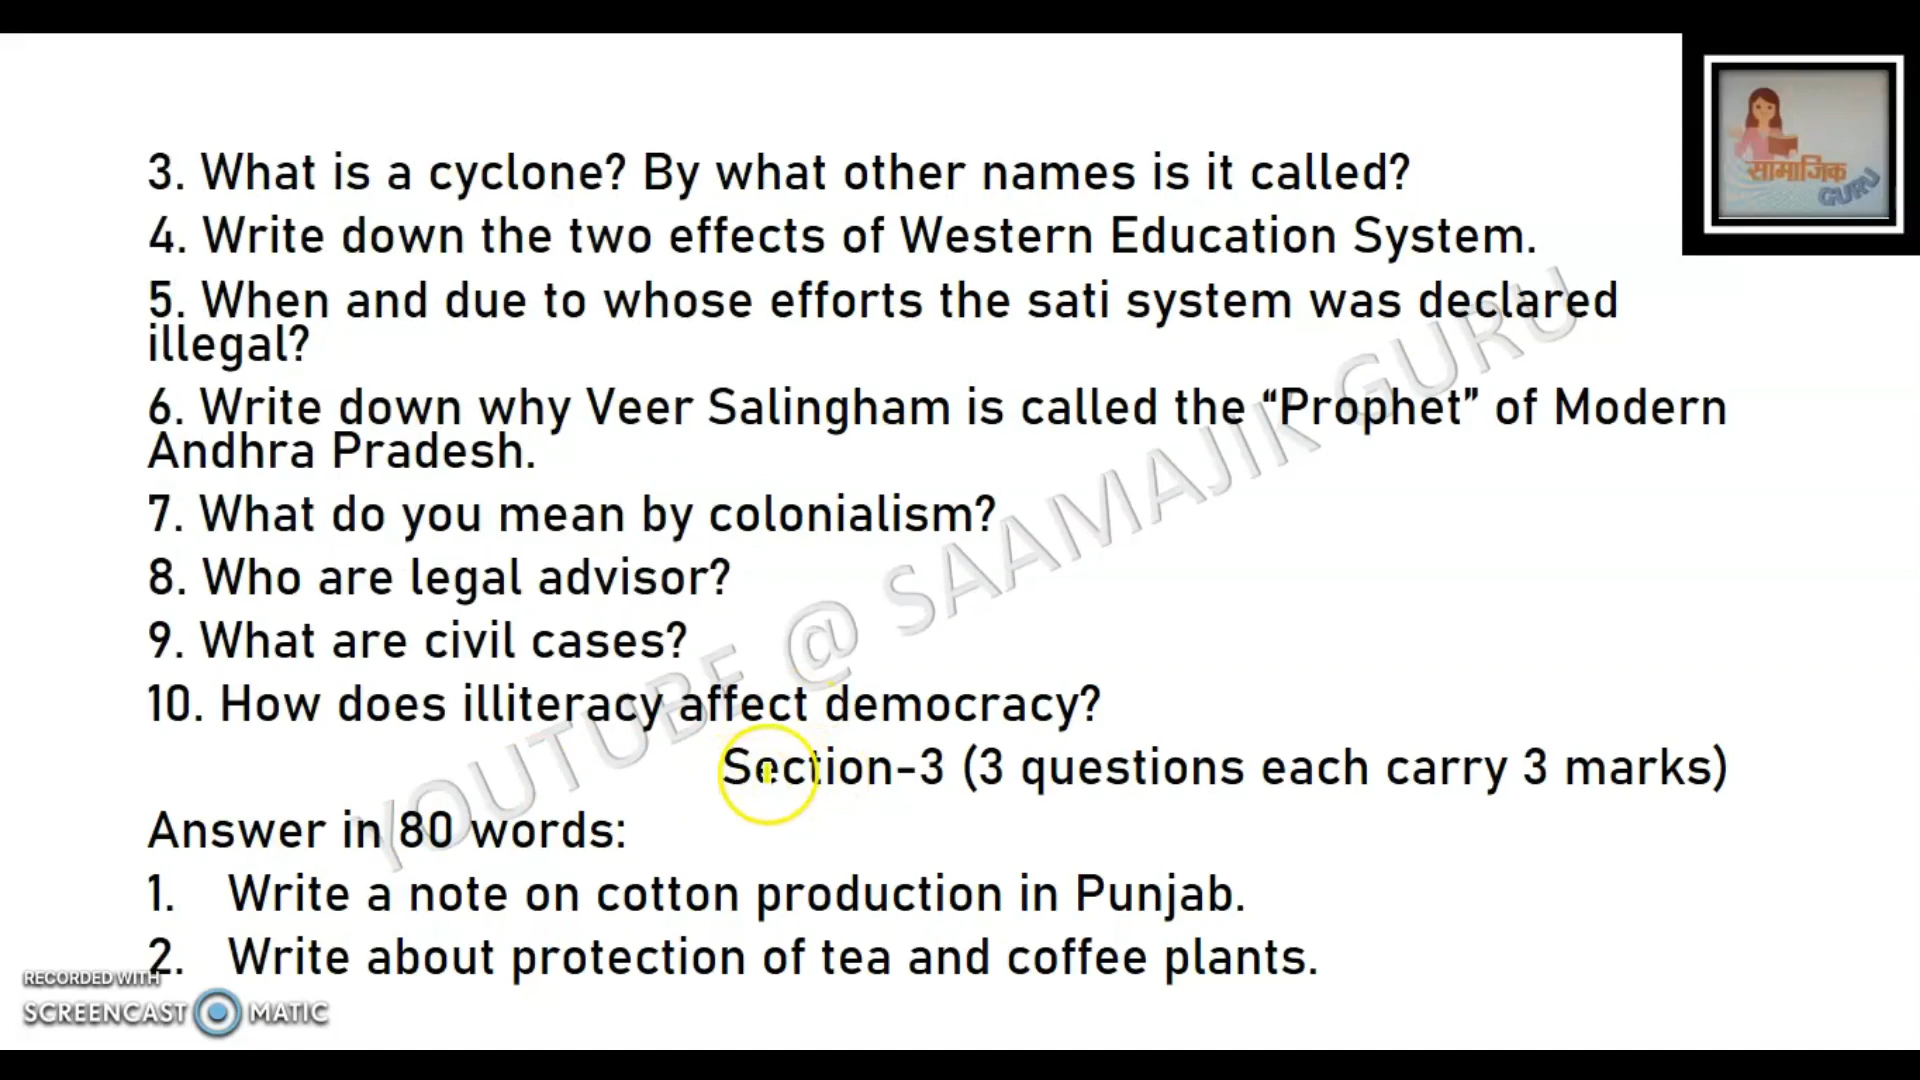 सामाजिक
GURU
3. What is a cyclone? By what other names is it called?
4. Write down the two effects of Western Education System.
5. When and due to whose efforts the sati system was declared
illegal?
6. Write down why Veer Salingham is called the “Prophet” of Modern
Andhra Pradesh.
7. What do you mean by colonialism?
8. Who are legal advisor?
9. What are civil cases?
10. How does illiteracy affect democracy?
Section-3 (3 questions each carry 3 marks)
Answer in 80 words:
1. Write a note on cotton production in Punjab.
2. Write about protection of tea and coffee plants.
YOUTUBE @ SAAMAJIK GURU
RECORDED WITH
SCREENCAST MATIC